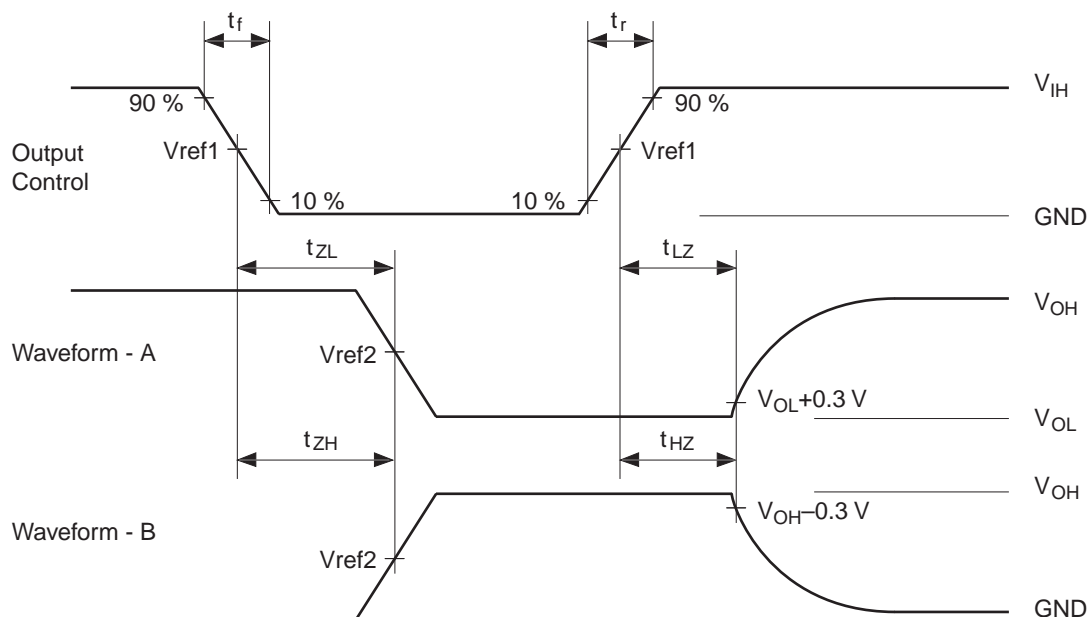 tf
tr
VIH
90 %
90 %
Output
Control
Vref1
Vref1
10 %
10 %
GND
tZL
tLZ
VOH
Waveform - A
Vref2
VOL+0.3 V
VOL
tZH
tHZ
VOH
VOH–0.3 V
Waveform - B
Vref2
GND